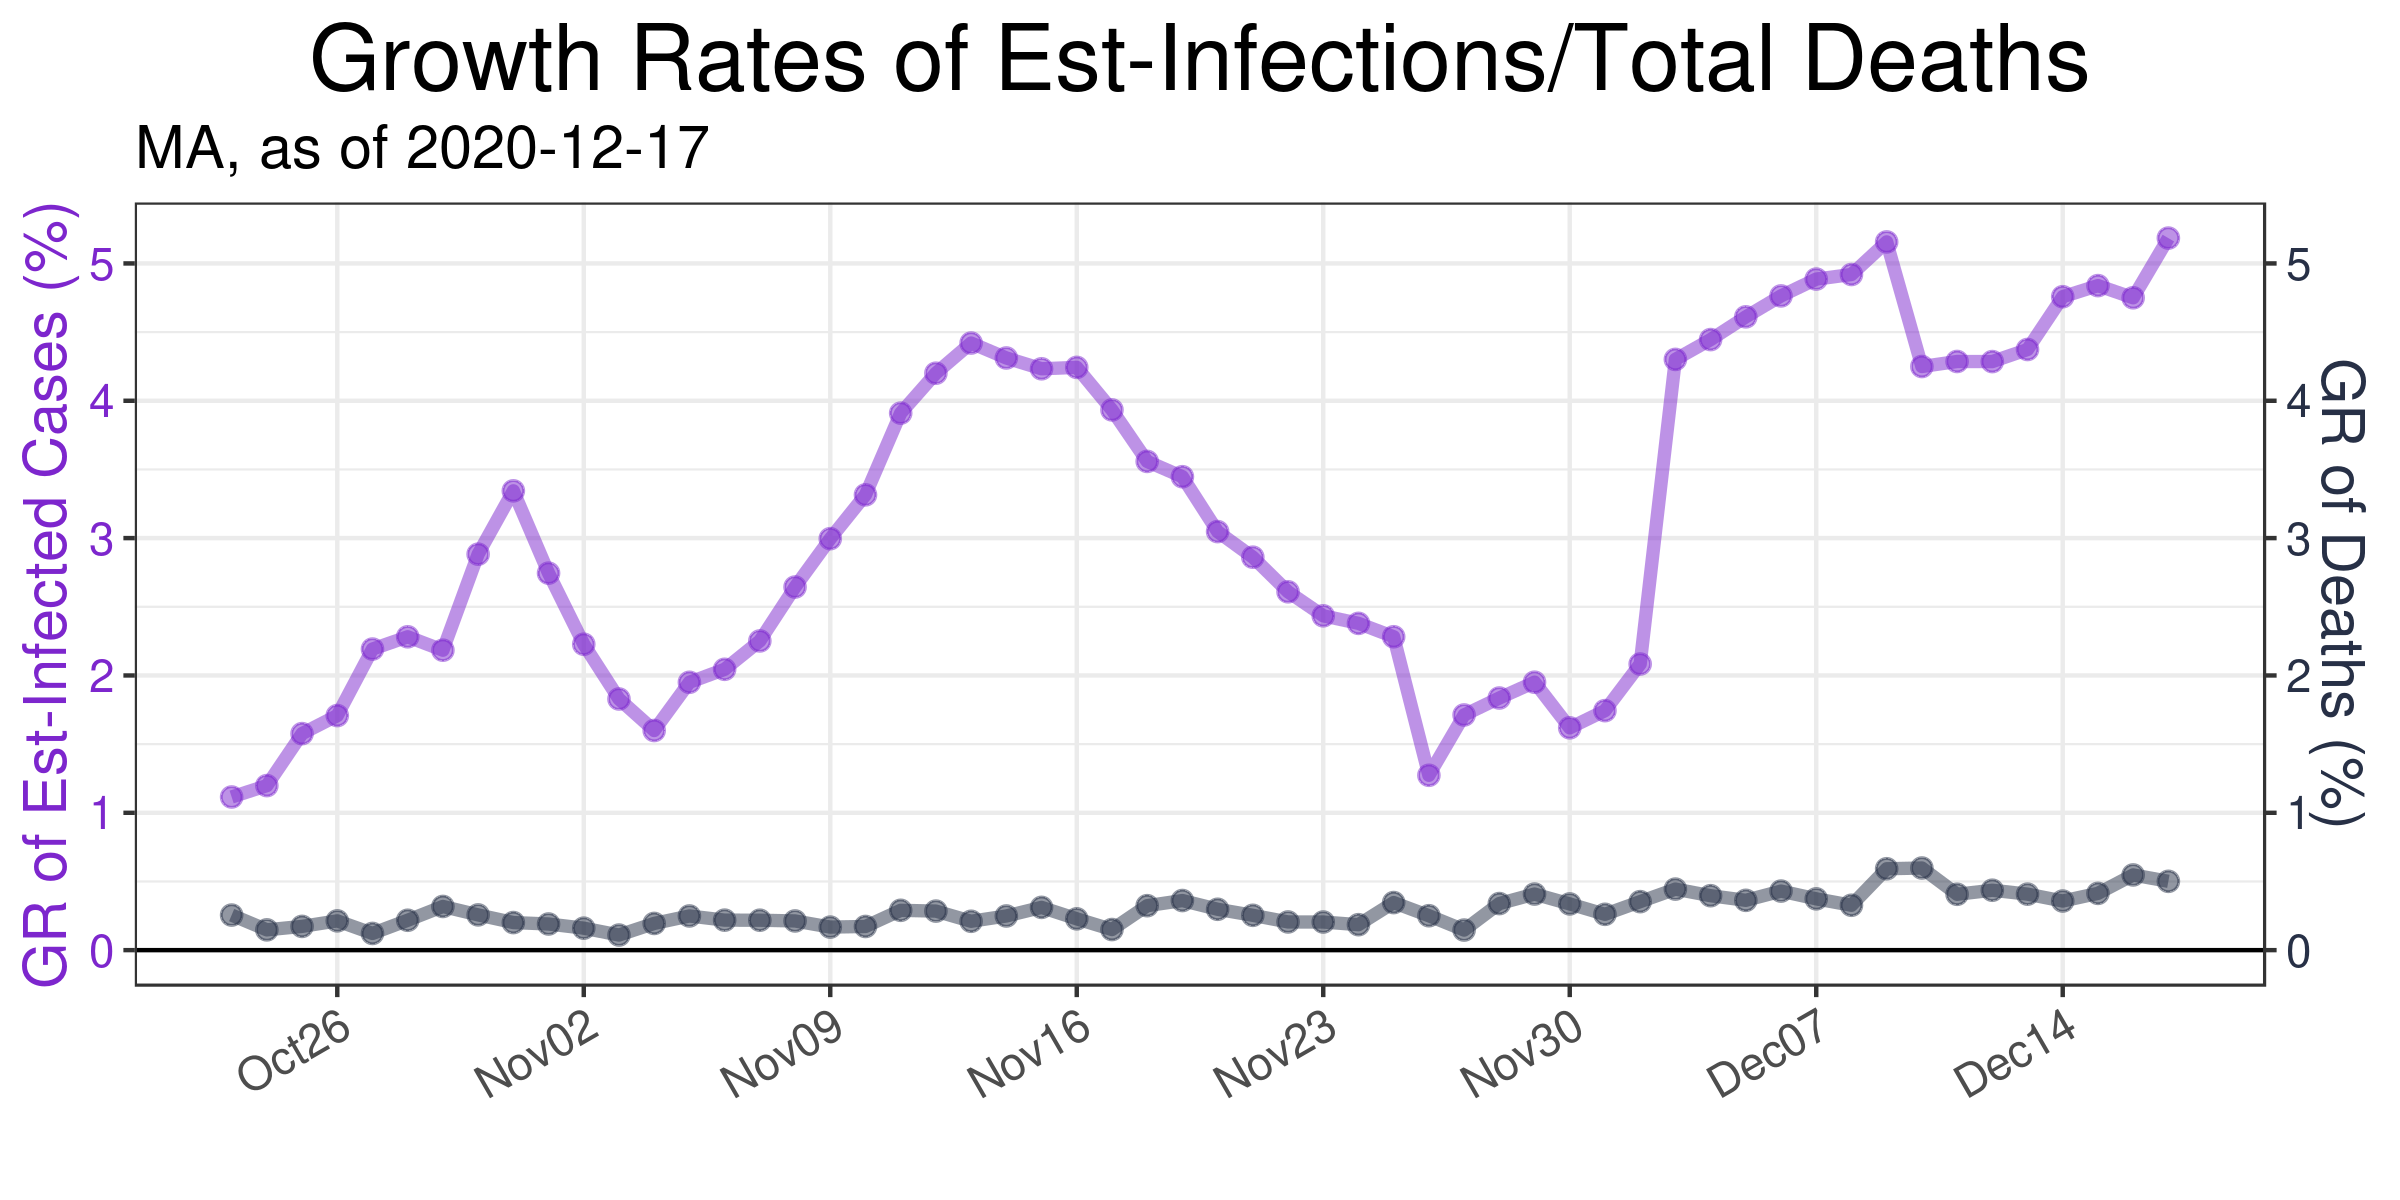 Growth Rates of Est-Infections/Total Deaths
MA, as of 2020-12-17
GR of Est-Infected Cases (%)
5
4
3
2
1
0
5
4
3
2
1
0
GR of Deaths (%)
Oct26
Nov02
Nov09
Nov16
Nov23
Nov30
Dec07
Dec14